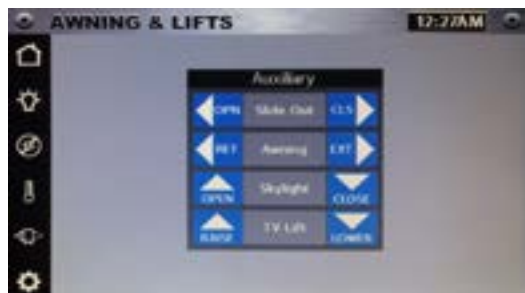 AWNING & LIFTS 12:27AM
Auxiliary
OPN Slide Out CLS
RET Awning EXT
OPEN Skylight CLOSE
RAISE TV Lift LOWER